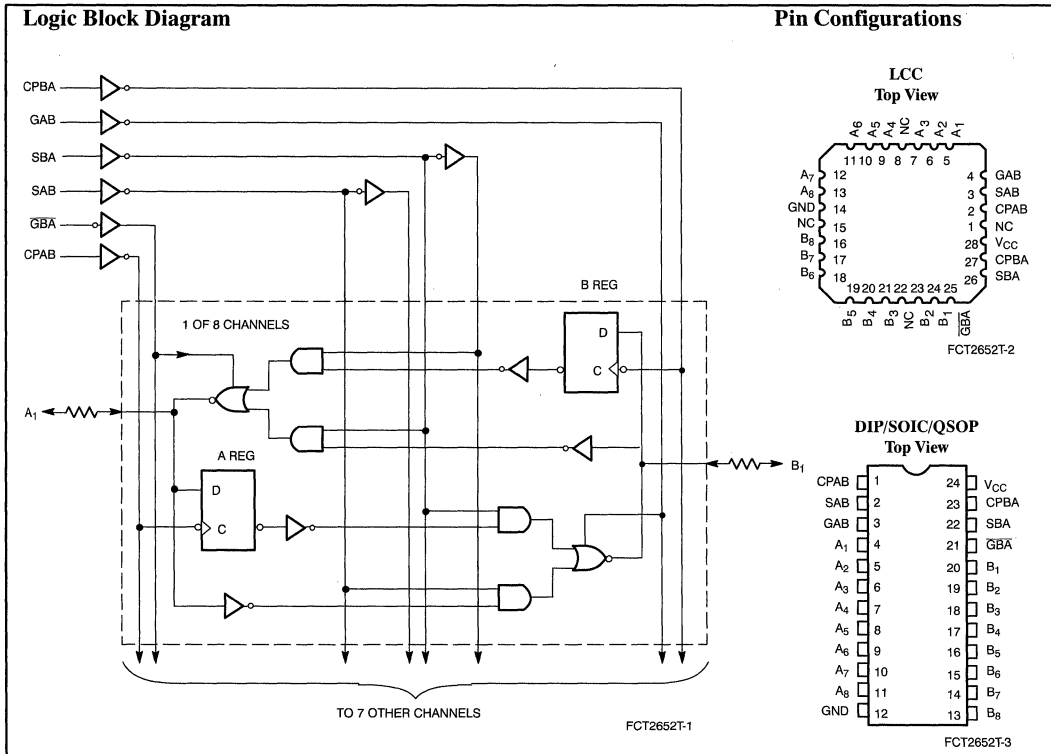 Logic Block Diagram
CPBA
GAB
SBA
SAB
G̅B̅A̅
CPAB
1 OF 8 CHANNELS
B REG
D
C
A1
A REG
D
C
B1
TO 7 OTHER CHANNELS
FCT2652T-1
Pin Configurations
LCC
Top View
A6 A5 A4 NC A3 A2 A1
11 10 9 8 7 6 5
A7 12
A8 13
GND 14
NC 15
B8 16
B7 17
B6 18
4 GAB
3 SAB
2 CPAB
1 NC
28 VCC
27 CPBA
26 SBA
19 20 21 22 23 24 25
B5 B4 B3 NC B2 B1 G̅B̅A̅
FCT2652T-2
DIP/SOIC/QSOP
Top View
CPAB 1 24 VCC
SAB 2 23 CPBA
GAB 3 22 SBA
A1 4 21 G̅B̅A̅
A2 5 20 B1
A3 6 19 B2
A4 7 18 B3
A5 8 17 B4
A6 9 16 B5
A7 10 15 B6
A8 11 14 B7
GND 12 13 B8
FCT2652T-3